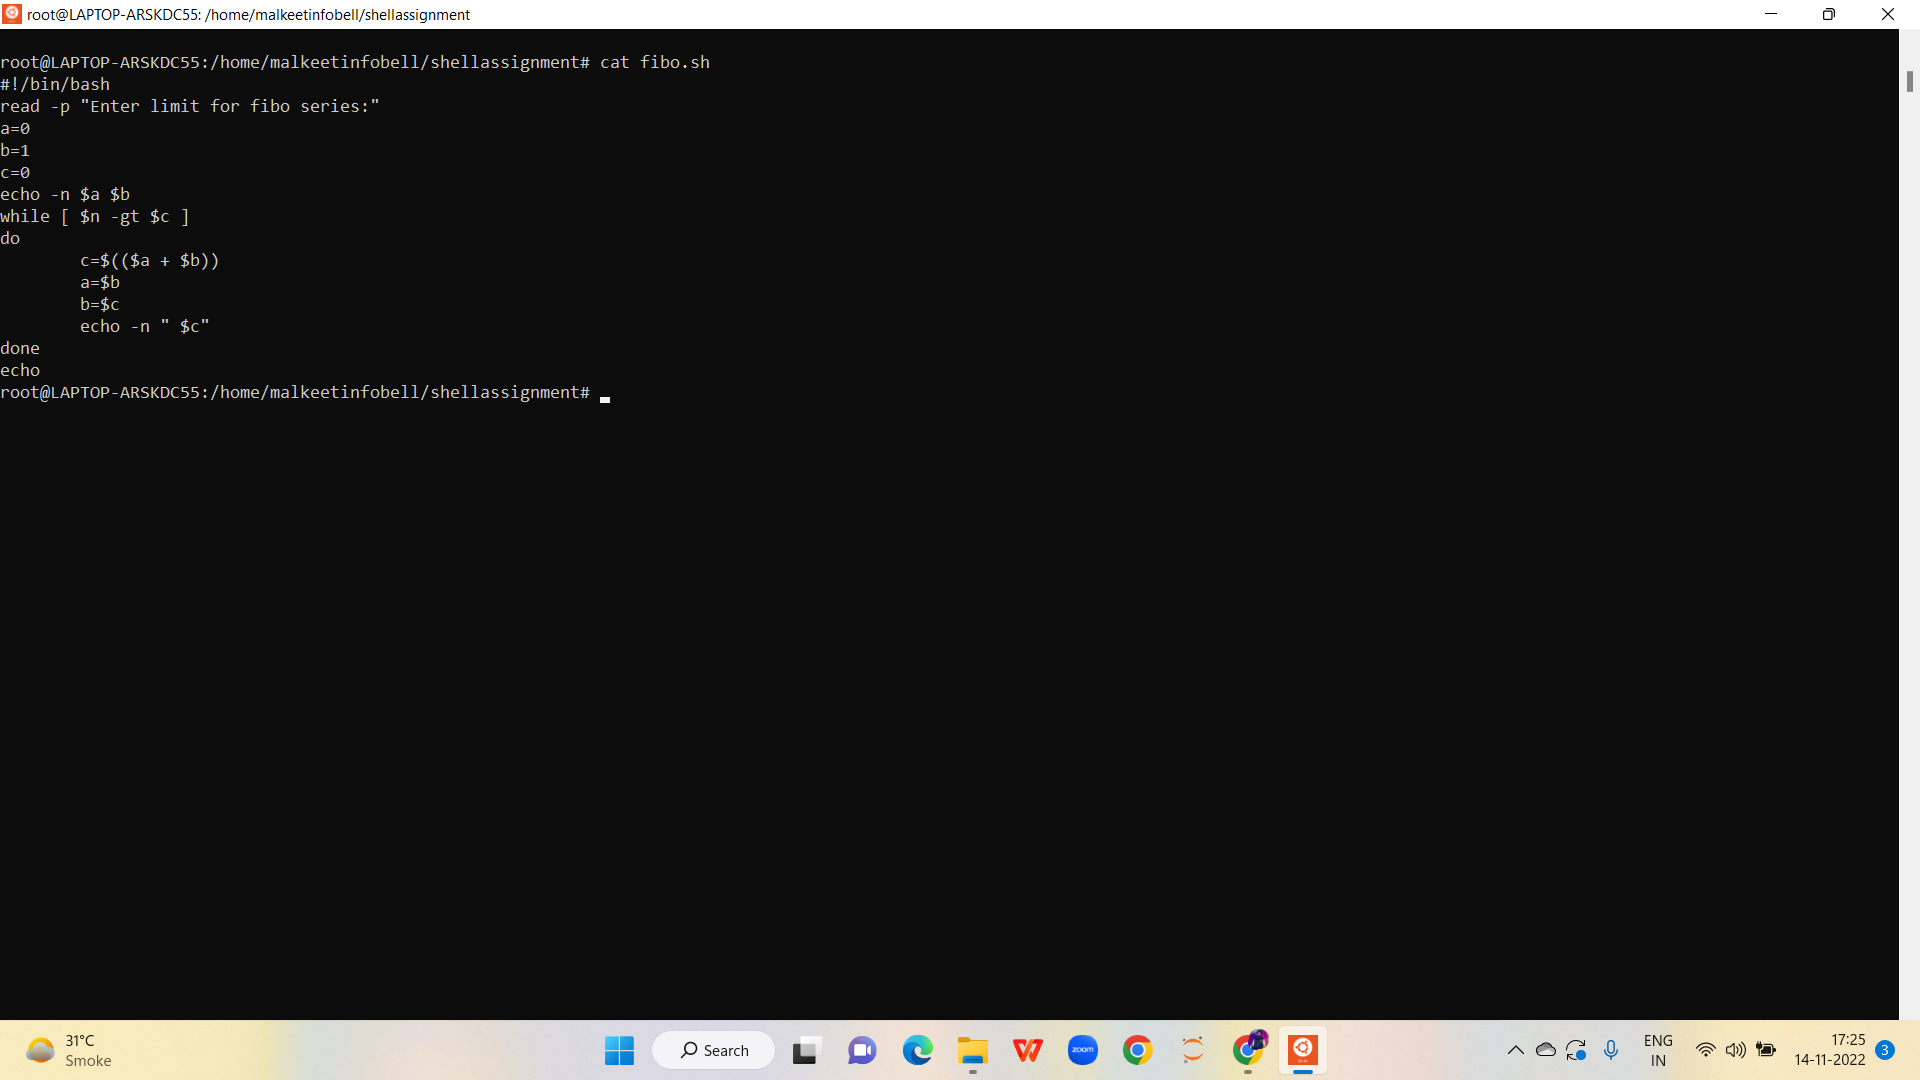 root@LAPTOP-ARSKDC55: /home/malkeetinfobell/shellassignment
root@LAPTOP-ARSKDC55:/home/malkeetinfobell/shellassignment# cat fibo.sh
#!/bin/bash
read -p "Enter limit for fibo series:"
a=0
b=1
c=0
echo -n $a $b
while [ $n -gt $c ]
do
        c=$(($a + $b))
        a=$b
        b=$c
        echo -n " $c"
done
echo
root@LAPTOP-ARSKDC55:/home/malkeetinfobell/shellassignment#
31°C
Smoke
Search
zoom
ENG
IN
17:25
14-11-2022
3